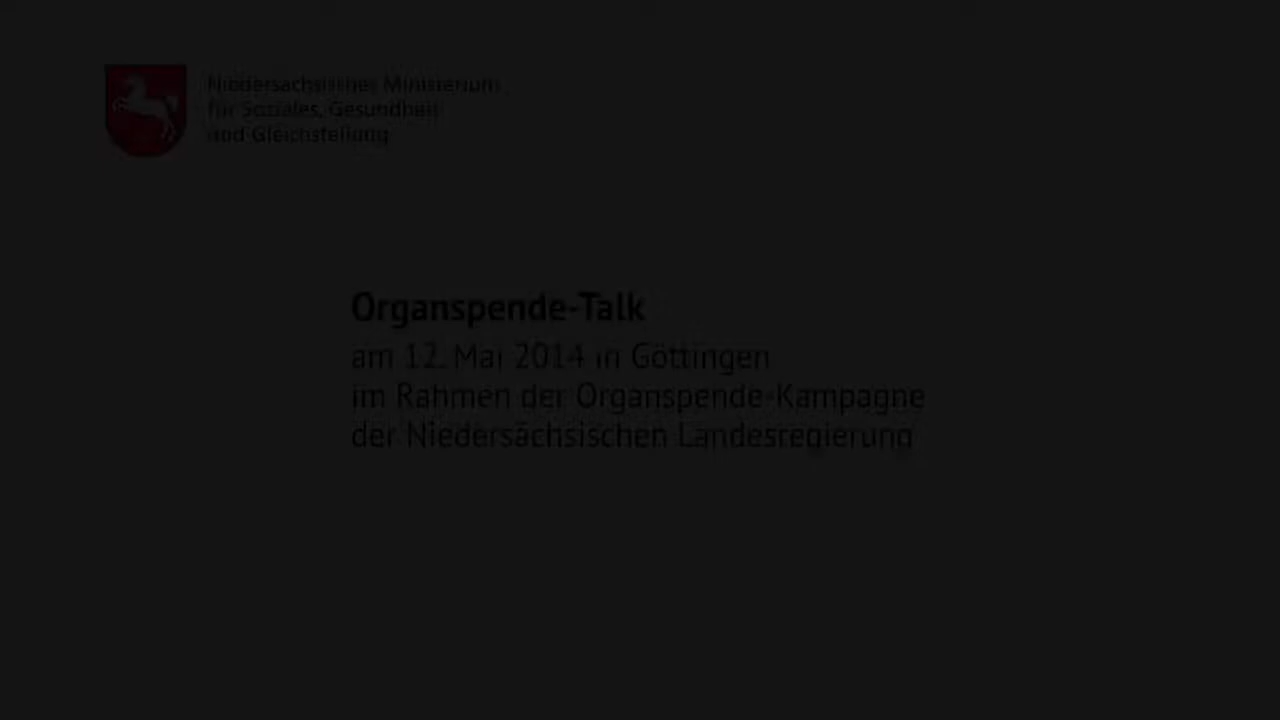 Niedersächsisches Ministerium
für Soziales, Gesundheit
und Gleichstellung
Organspende-Talk
am 12. Mai 2014 in Göttingen
im Rahmen der Organspende-Kampagne
der Niedersächsischen Landesregierung